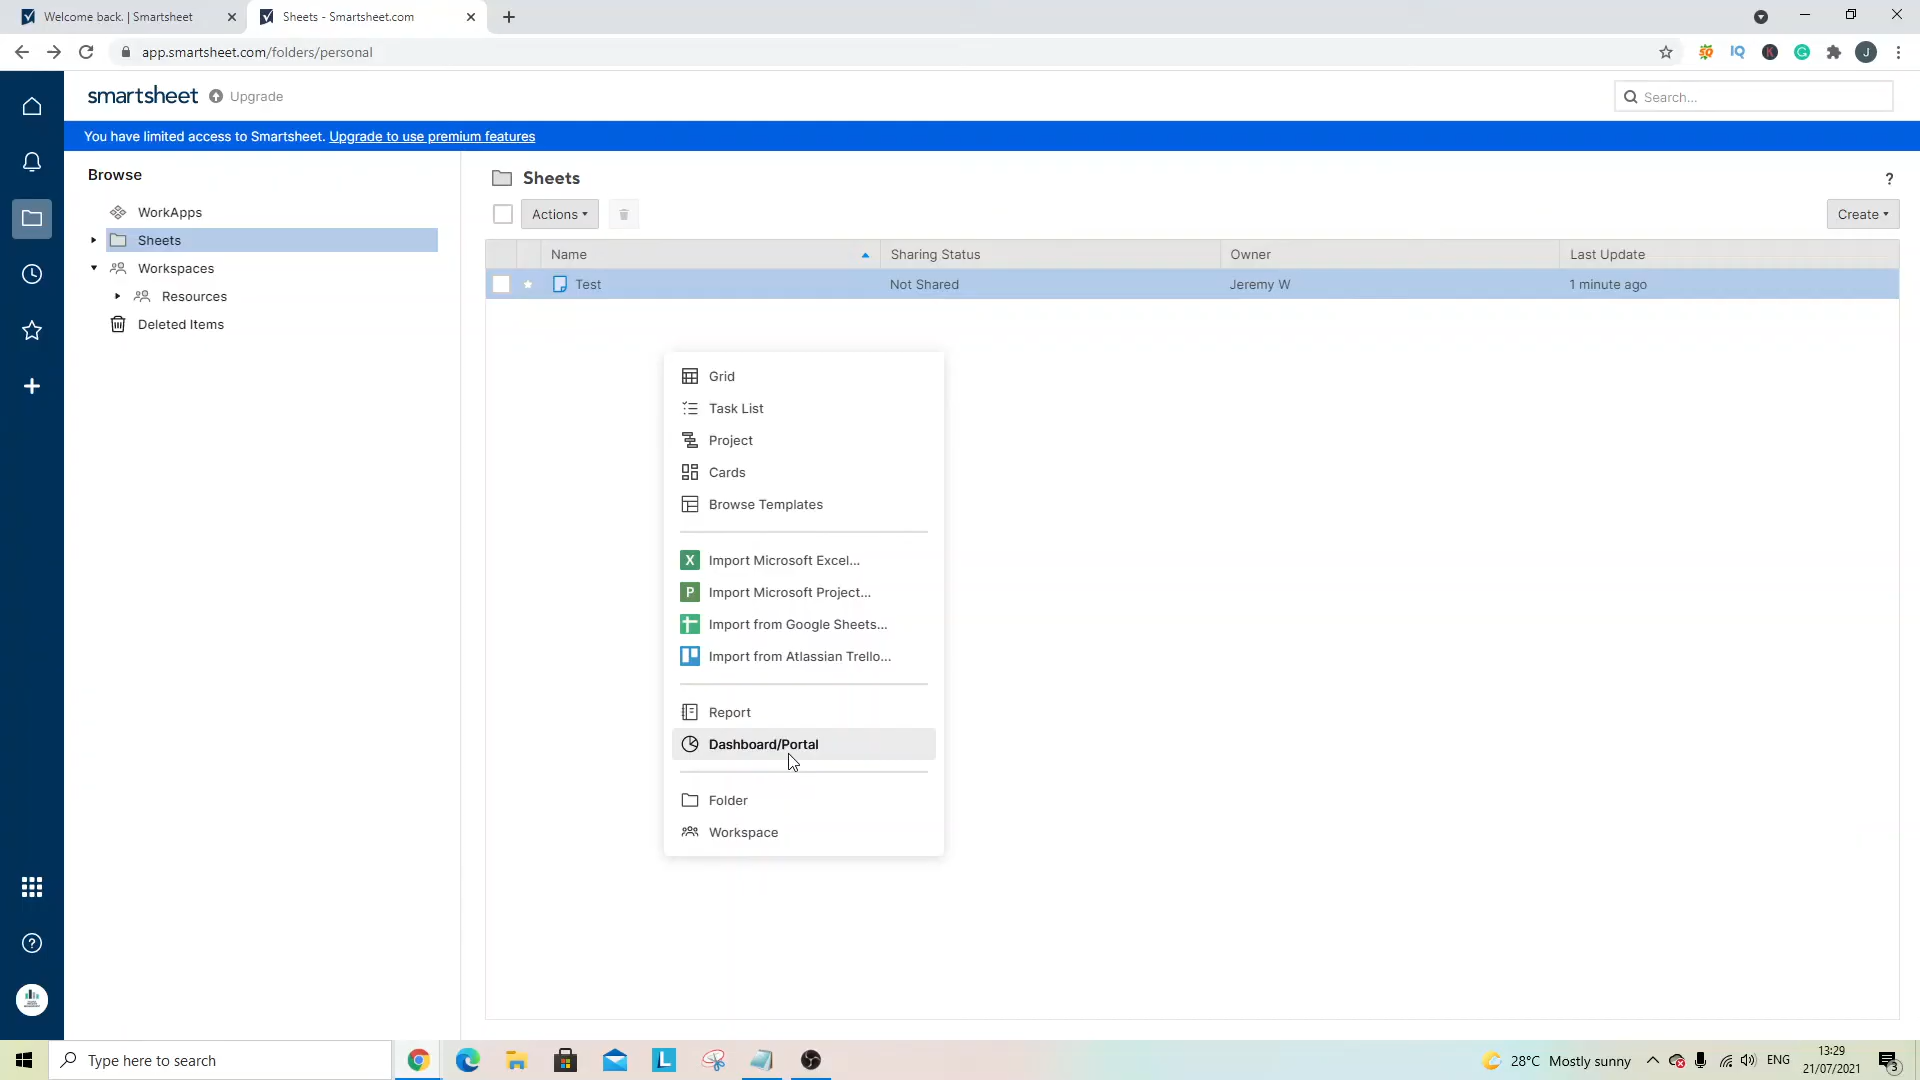 Welcome back. | Smartsheet
Sheets - Smartsheet.com
app.smartsheet.com/folders/personal
IQ
K
J
smartsheet
Upgrade
Search...
You have limited access to Smartsheet. Upgrade to use premium features
Browse
Sheets
?
WorkApps
Actions
Create
Sheets
Name
Sharing Status
Owner
Last Update
Workspaces
Test
Not Shared
Jeremy W
1 minute ago
Resources
Deleted Items
Grid
Task List
Project
Cards
Browse Templates
X
Import Microsoft Excel...
P
Import Microsoft Project...
Import from Google Sheets...
Import from Atlassian Trello...
Report
Dashboard/Portal
Folder
Workspace
?
Type here to search
L
28°C
Mostly sunny
ENG
13:29
21/07/2021
3